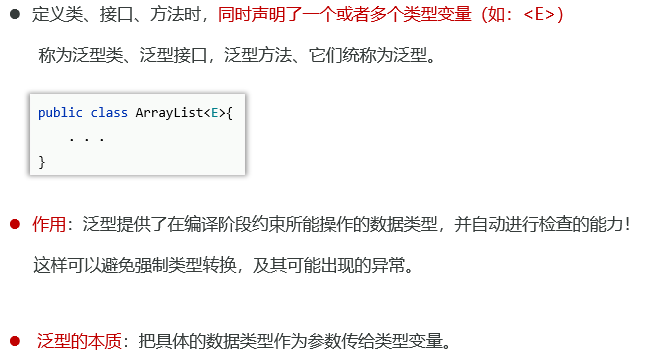 ● 定义类、接口、方法时，同时声明了一个或者多个类型变量（如：<E>）
称为泛型类、泛型接口，泛型方法、它们统称为泛型。
public class ArrayList<E>{
. . .
}
● 作用：泛型提供了在编译阶段约束所能操作的数据类型，并自动进行检查的能力！
这样可以避免强制类型转换，及其可能出现的异常。
● 泛型的本质：把具体的数据类型作为参数传给类型变量。